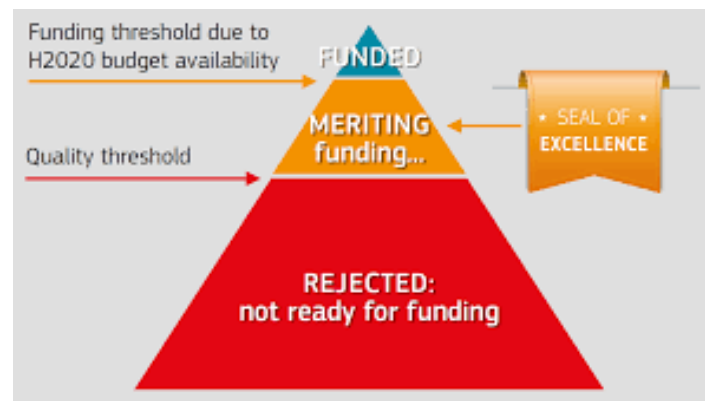 Funding threshold due to
H2020 budget availability
FUNDED
MERITING
funding...
★ SEAL OF ★
EXCELLENCE
Quality threshold
REJECTED:
not ready for funding